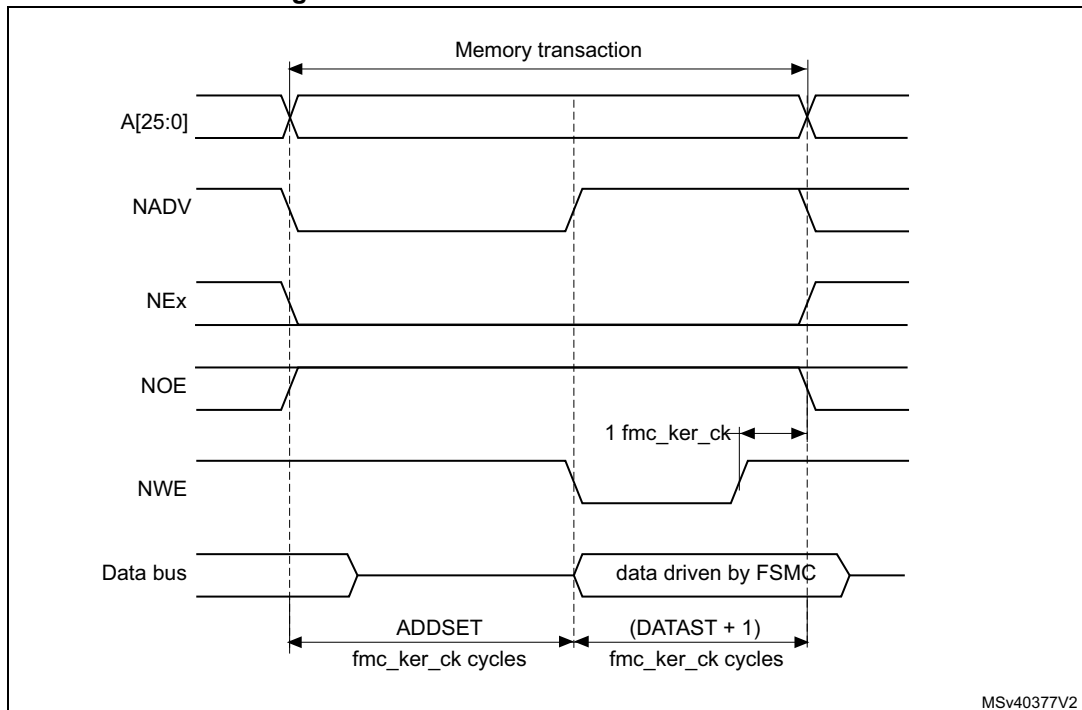 Memory transaction
A[25:0]
NADV
NEx
NOE
1 fmc_ker_ck
NWE
Data bus
data driven by FSMC
ADDSET
fmc_ker_ck cycles
(DATAST + 1)
fmc_ker_ck cycles
MSv40377V2